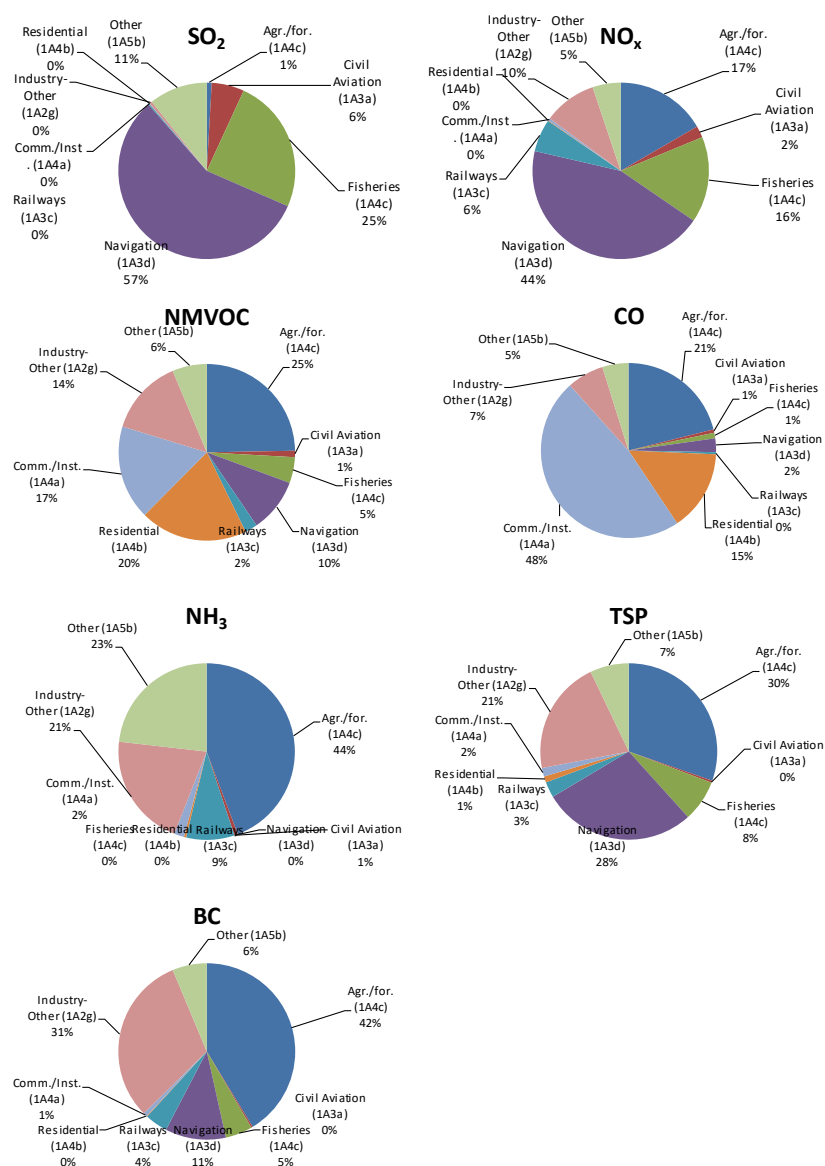 SO2
Residential
(1A4b)
0%
Other
(1A5b)
11%
Agr./for.
(1A4c)
1%
Civil
Aviation
(1A3a)
6%
Industry-
Other
(1A2g)
0%
Comm./Inst
. (1A4a)
0%
Railways
(1A3c)
0%
Fisheries
(1A4c)
25%
Navigation
(1A3d)
57%
NOx
Industry-
Other
(1A2g)
10%
Other
(1A5b)
5%
Agr./for.
(1A4c)
17%
Residential
(1A4b)
0%
Civil
Aviation
(1A3a)
2%
Comm./Inst
. (1A4a)
0%
Railways
(1A3c)
6%
Fisheries
(1A4c)
16%
Navigation
(1A3d)
44%
NMVOC
Other (1A5b)
6%
Agr./for.
(1A4c)
25%
Industry-
Other (1A2g)
14%
Civil Aviation
(1A3a)
1%
Comm./Inst.
(1A4a)
17%
Fisheries
(1A4c)
5%
Residential
(1A4b)
20%
Railways
(1A3c)
2%
Navigation
(1A3d)
10%
CO
Other (1A5b)
5%
Agr./for.
(1A4c)
21%
Industry-
Other (1A2g)
7%
Civil Aviation
(1A3a)
1%
Fisheries
(1A4c)
1%
Navigation
(1A3d)
2%
Railways
(1A3c)
0%
Residential
(1A4b)
15%
Comm./Inst.
(1A4a)
48%
NH3
Other (1A5b)
23%
Industry-
Other (1A2g)
21%
Agr./for.
(1A4c)
44%
Comm./Inst.
(1A4a)
2%
Fisheries
(1A4c)
0%
Residential
(1A4b)
0%
Railways
(1A3c)
9%
Navigation
(1A3d)
0%
Civil Aviation
(1A3a)
1%
TSP
Other (1A5b)
7%
Agr./for.
(1A4c)
30%
Industry-
Other (1A2g)
21%
Comm./Inst.
(1A4a)
2%
Civil Aviation
(1A3a)
0%
Residential
(1A4b)
1%
Railways
(1A3c)
3%
Fisheries
(1A4c)
8%
Navigation
(1A3d)
28%
BC
Other (1A5b)
6%
Industry-
Other (1A2g)
31%
Agr./for.
(1A4c)
42%
Comm./Inst.
(1A4a)
1%
Civil Aviation
(1A3a)
0%
Residential
(1A4b)
0%
Railways
(1A3c)
4%
Navigation
(1A3d)
11%
Fisheries
(1A4c)
5%